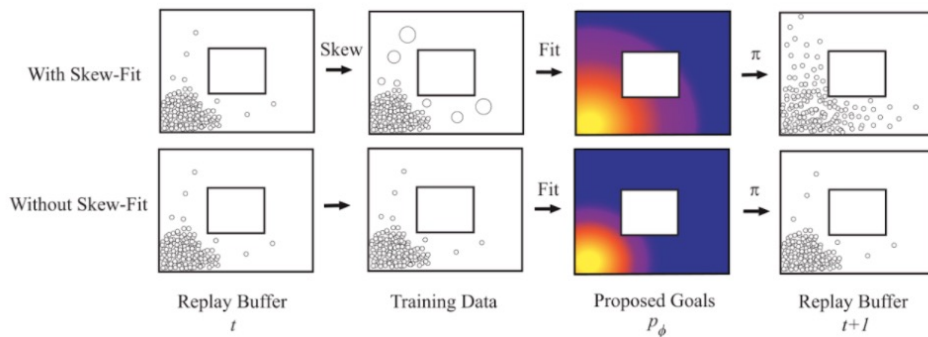 With Skew-Fit
Skew
Fit
π
Without Skew-Fit
Fit
π
Replay Buffer
t
Training Data
Proposed Goals
p_ϕ
Replay Buffer
t+1